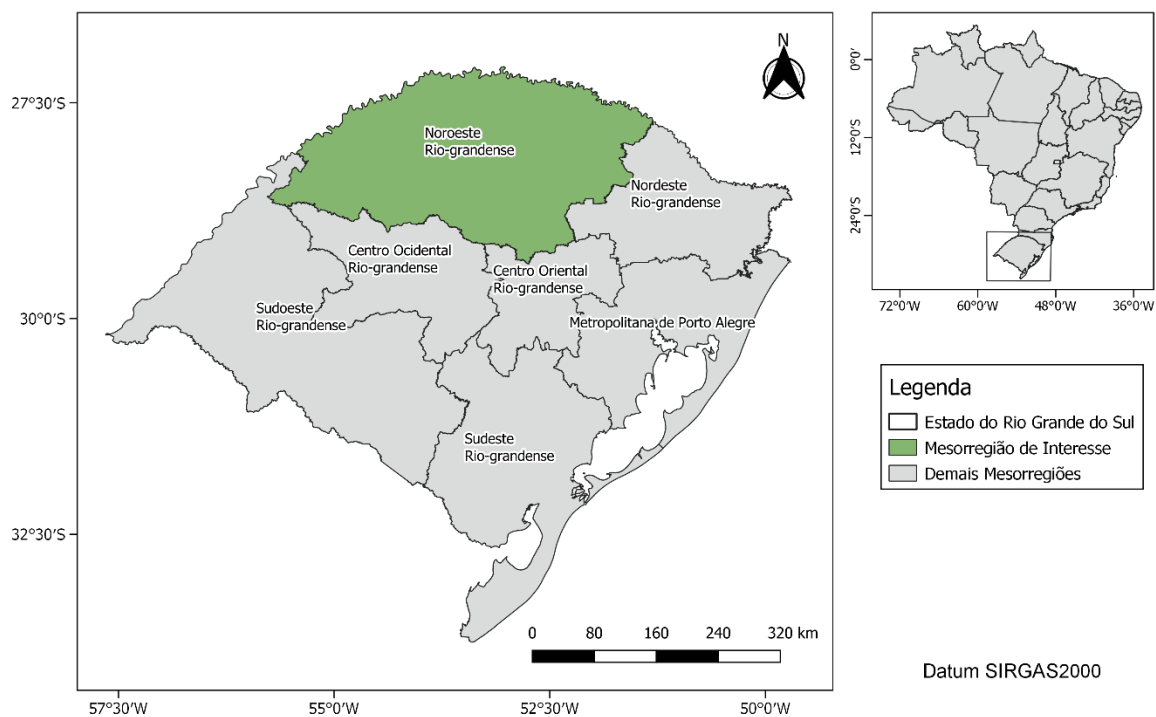 N
27°30'S
30°0'S
32°30'S
57°30'W
55°0'W
52°30'W
50°0'W
Noroeste
Rio-grandense
Nordeste
Rio-grandense
Centro Ocidental
Rio-grandense
Centro Oriental
Rio-grandense
Sudoeste
Rio-grandense
Metropolitana de Porto Alegre
Sudeste
Rio-grandense
0 80 160 240 320 km
0°0'
12°0'S
24°0'S
72°0'W 60°0'W 48°0'W 36°0'W
Legenda
Estado do Rio Grande do Sul
Mesorregião de Interesse
Demais Mesorregiões
Datum SIRGAS2000